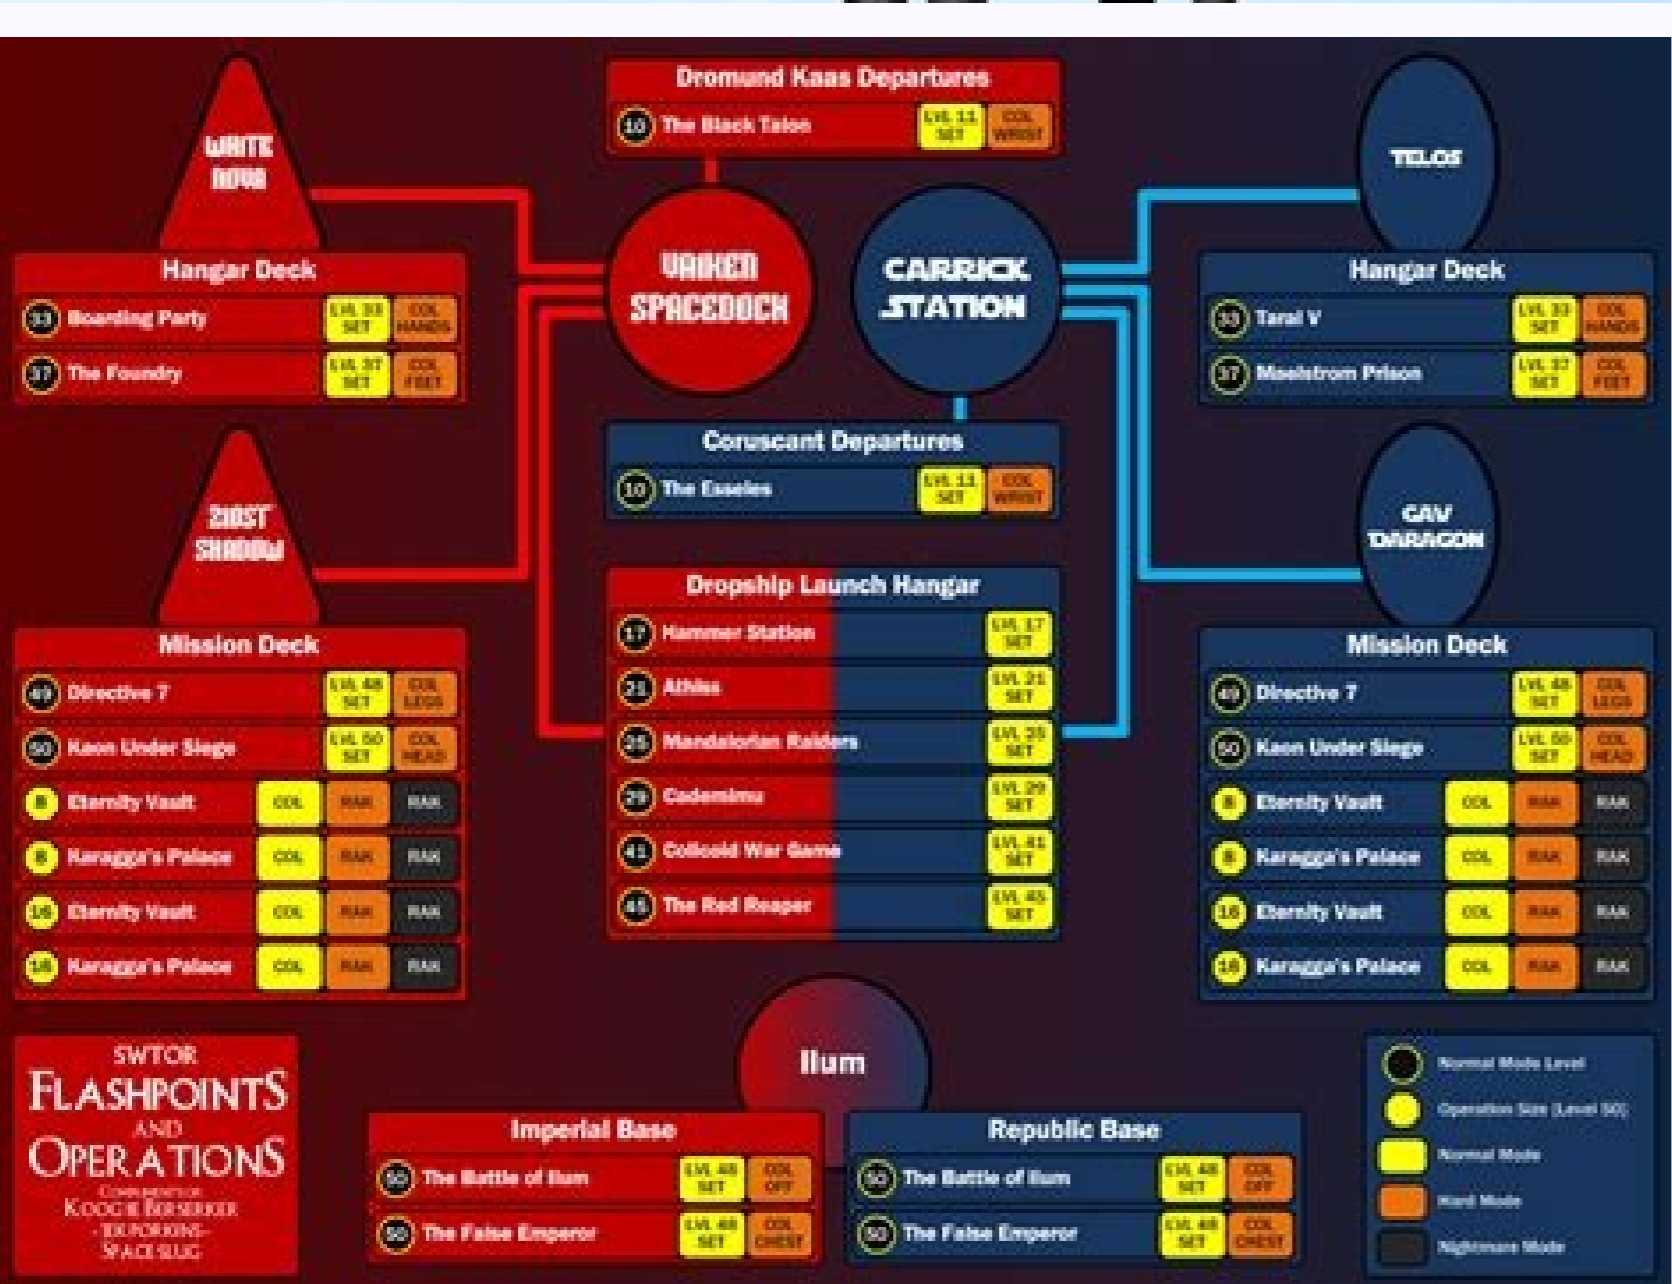 WHITE
NOVA
Hangar Deck
33 Boarding Party LVL 33 SET COL HANDS
37 The Foundry LVL 37 SET COL FEET
ZIOST
SHADOW
Mission Deck
49 Directive 7 LVL 48 SET COL LEGS
50 Kaon Under Siege LVL 50 SET COL HEAD
8 Eternity Vault COL RAK RAK
8 Karagga's Palace COL RAK RAK
16 Eternity Vault COL RAK RAK
16 Karagga's Palace COL RAK RAK
SWTOR
FLASHPOINTS
AND
OPERATIONS
KOOGIE BERSERKER
SPACE SLUG
Dromund Kaas Departures
10 The Black Talon LVL 11 SET COL WRIST
VAIKEN
SPACEDOCK
CARRICK
STATION
Coruscant Departures
10 The Esseles LVL 11 SET COL WRIST
Dropship Launch Hangar
17 Hammer Station LVL 17 SET
21 Athiss LVL 21 SET
25 Mandalorian Raiders LVL 25 SET
29 Cademimu LVL 29 SET
41 Colicoid War Game LVL 41 SET
45 The Red Reaper LVL 45 SET
Ilum
Imperial Base
50 The Battle of Ilum LVL 48 SET COL OFF
50 The False Emperor LVL 48 SET COL CHEST
Republic Base
50 The Battle of Ilum LVL 48 SET COL OFF
50 The False Emperor LVL 48 SET COL CHEST
TELOS
Hangar Deck
33 Taral V LVL 33 SET COL HANDS
37 Maelstrom Prison LVL 37 SET COL FEET
GAV
DARAGON
Mission Deck
49 Directive 7 LVL 48 SET COL LEGS
50 Kaon Under Siege LVL 50 SET COL HEAD
8 Eternity Vault COL RAK RAK
8 Karagga's Palace COL RAK RAK
16 Eternity Vault COL RAK RAK
16 Karagga's Palace COL RAK RAK
Normal Mode Level
Operation Size (Level 50)
Normal Mode
Hard Mode
Nightmare Mode